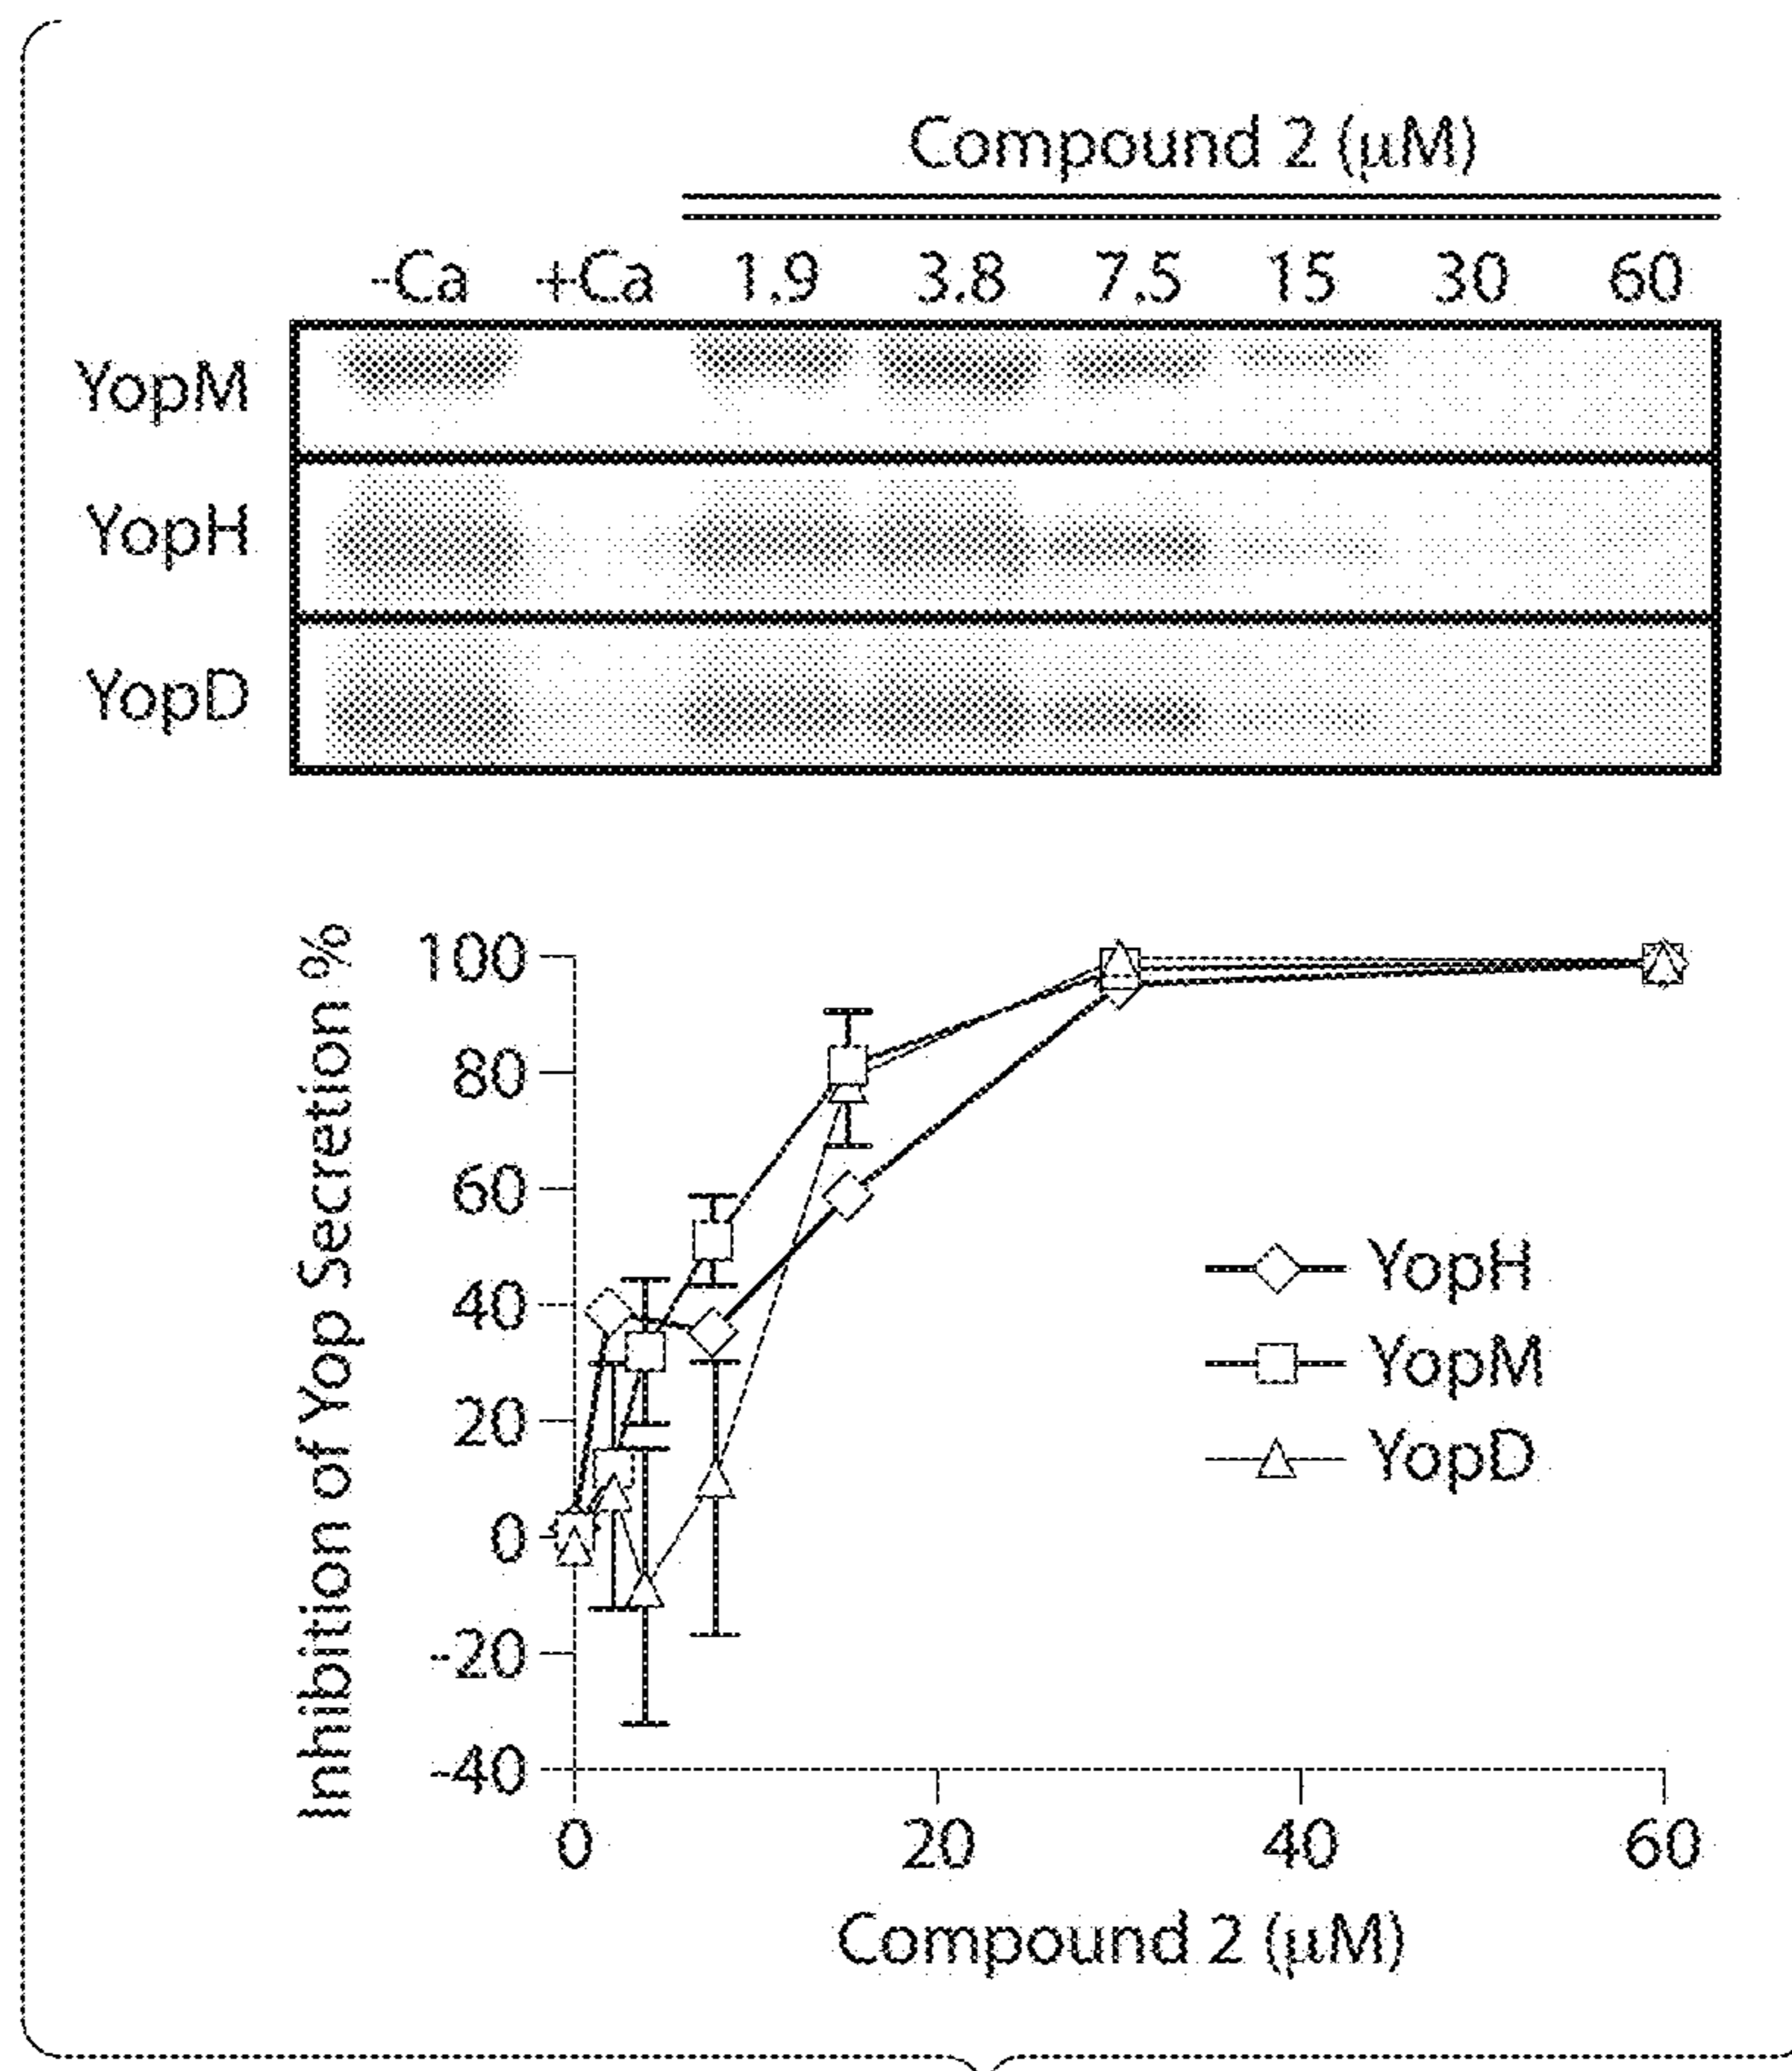 Compound 2 (μM)
-Ca +Ca 1.9 3.8 7.5 15 30 60
YopM
YopH
YopD
Inhibition of Yop Secretion %
100
80
60
40
20
0
-20
-40
YopH
YopM
YopD
0 20 40 60
Compound 2 (μM)